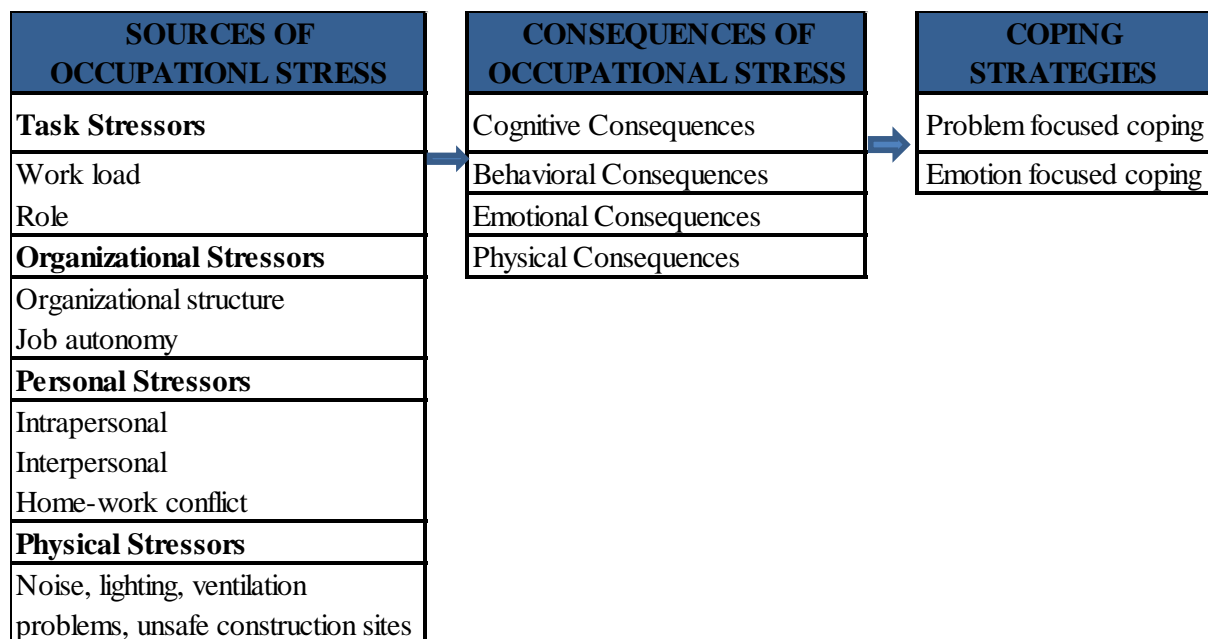 SOURCES OF
OCCUPATIONL STRESS
Task Stressors
Work load
Role
Organizational Stressors
Organizational structure
Job autonomy
Personal Stressors
Intrapersonal
Interpersonal
Home-work conflict
Physical Stressors
Noise, lighting, ventilation
problems, unsafe construction sites
CONSEQUENCES OF
OCCUPATIONAL STRESS
Cognitive Consequences
Behavioral Consequences
Emotional Consequences
Physical Consequences
COPING
STRATEGIES
Problem focused coping
Emotion focused coping